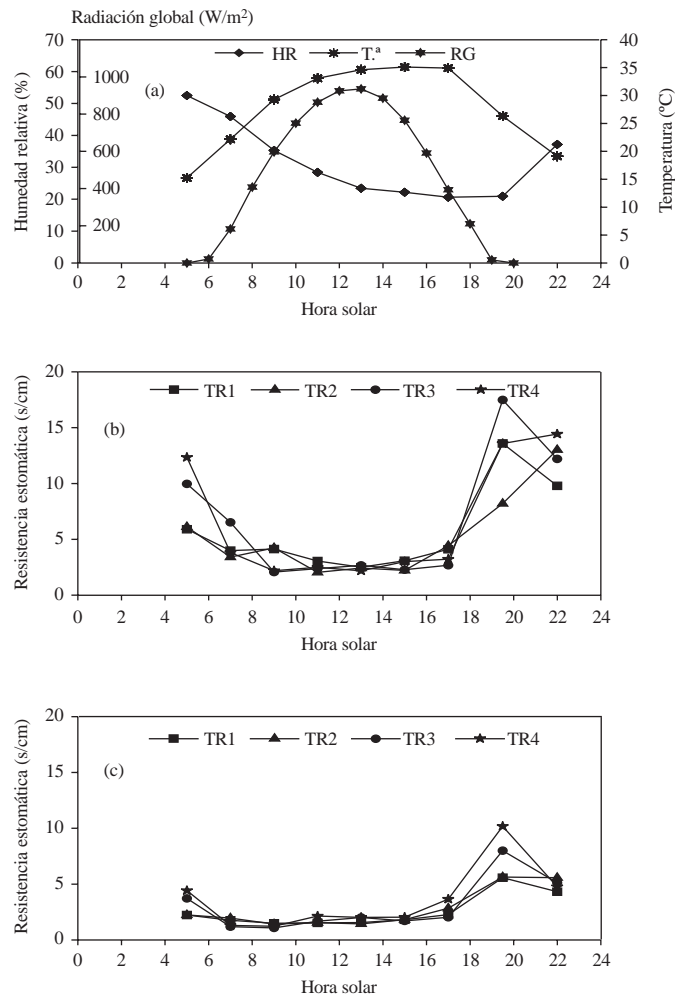 Radiación global (W/m2)
HR T.ª RG
(a)
Humedad relativa (%)
70
60
50
40
30
20
10
0
1000
800
600
400
200
40
35
30
25
20
15
10
5
0
Temperatura (ºC)
0 2 4 6 8 10 12 14 16 18 20 22 24
Hora solar
TR1 TR2 TR3 TR4
(b)
Resistencia estomática (s/cm)
20
15
10
5
0
0 2 4 6 8 10 12 14 16 18 20 22 24
Hora solar
TR1 TR2 TR3 TR4
(c)
Resistencia estomática (s/cm)
20
15
10
5
0
0 2 4 6 8 10 12 14 16 18 20 22 24
Hora solar